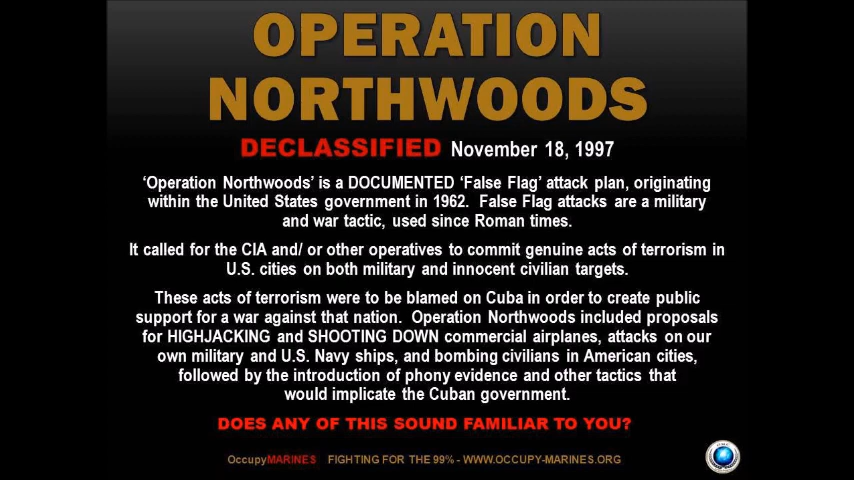 OPERATION
NORTHWOODS
DECLASSIFIED November 18, 1997
‘Operation Northwoods’ is a DOCUMENTED ‘False Flag’ attack plan, originating
within the United States government in 1962. False Flag attacks are a military
and war tactic, used since Roman times.
It called for the CIA and/ or other operatives to commit genuine acts of terrorism in
U.S. cities on both military and innocent civilian targets.
These acts of terrorism were to be blamed on Cuba in order to create public
support for a war against that nation. Operation Northwoods included proposals
for HIGHJACKING and SHOOTING DOWN commercial airplanes, attacks on our
own military and U.S. Navy ships, and bombing civilians in American cities,
followed by the introduction of phony evidence and other tactics that
would implicate the Cuban government.
DOES ANY OF THIS SOUND FAMILIAR TO YOU?
OccupyMARINES FIGHTING FOR THE 99% - WWW.OCCUPY-MARINES.ORG